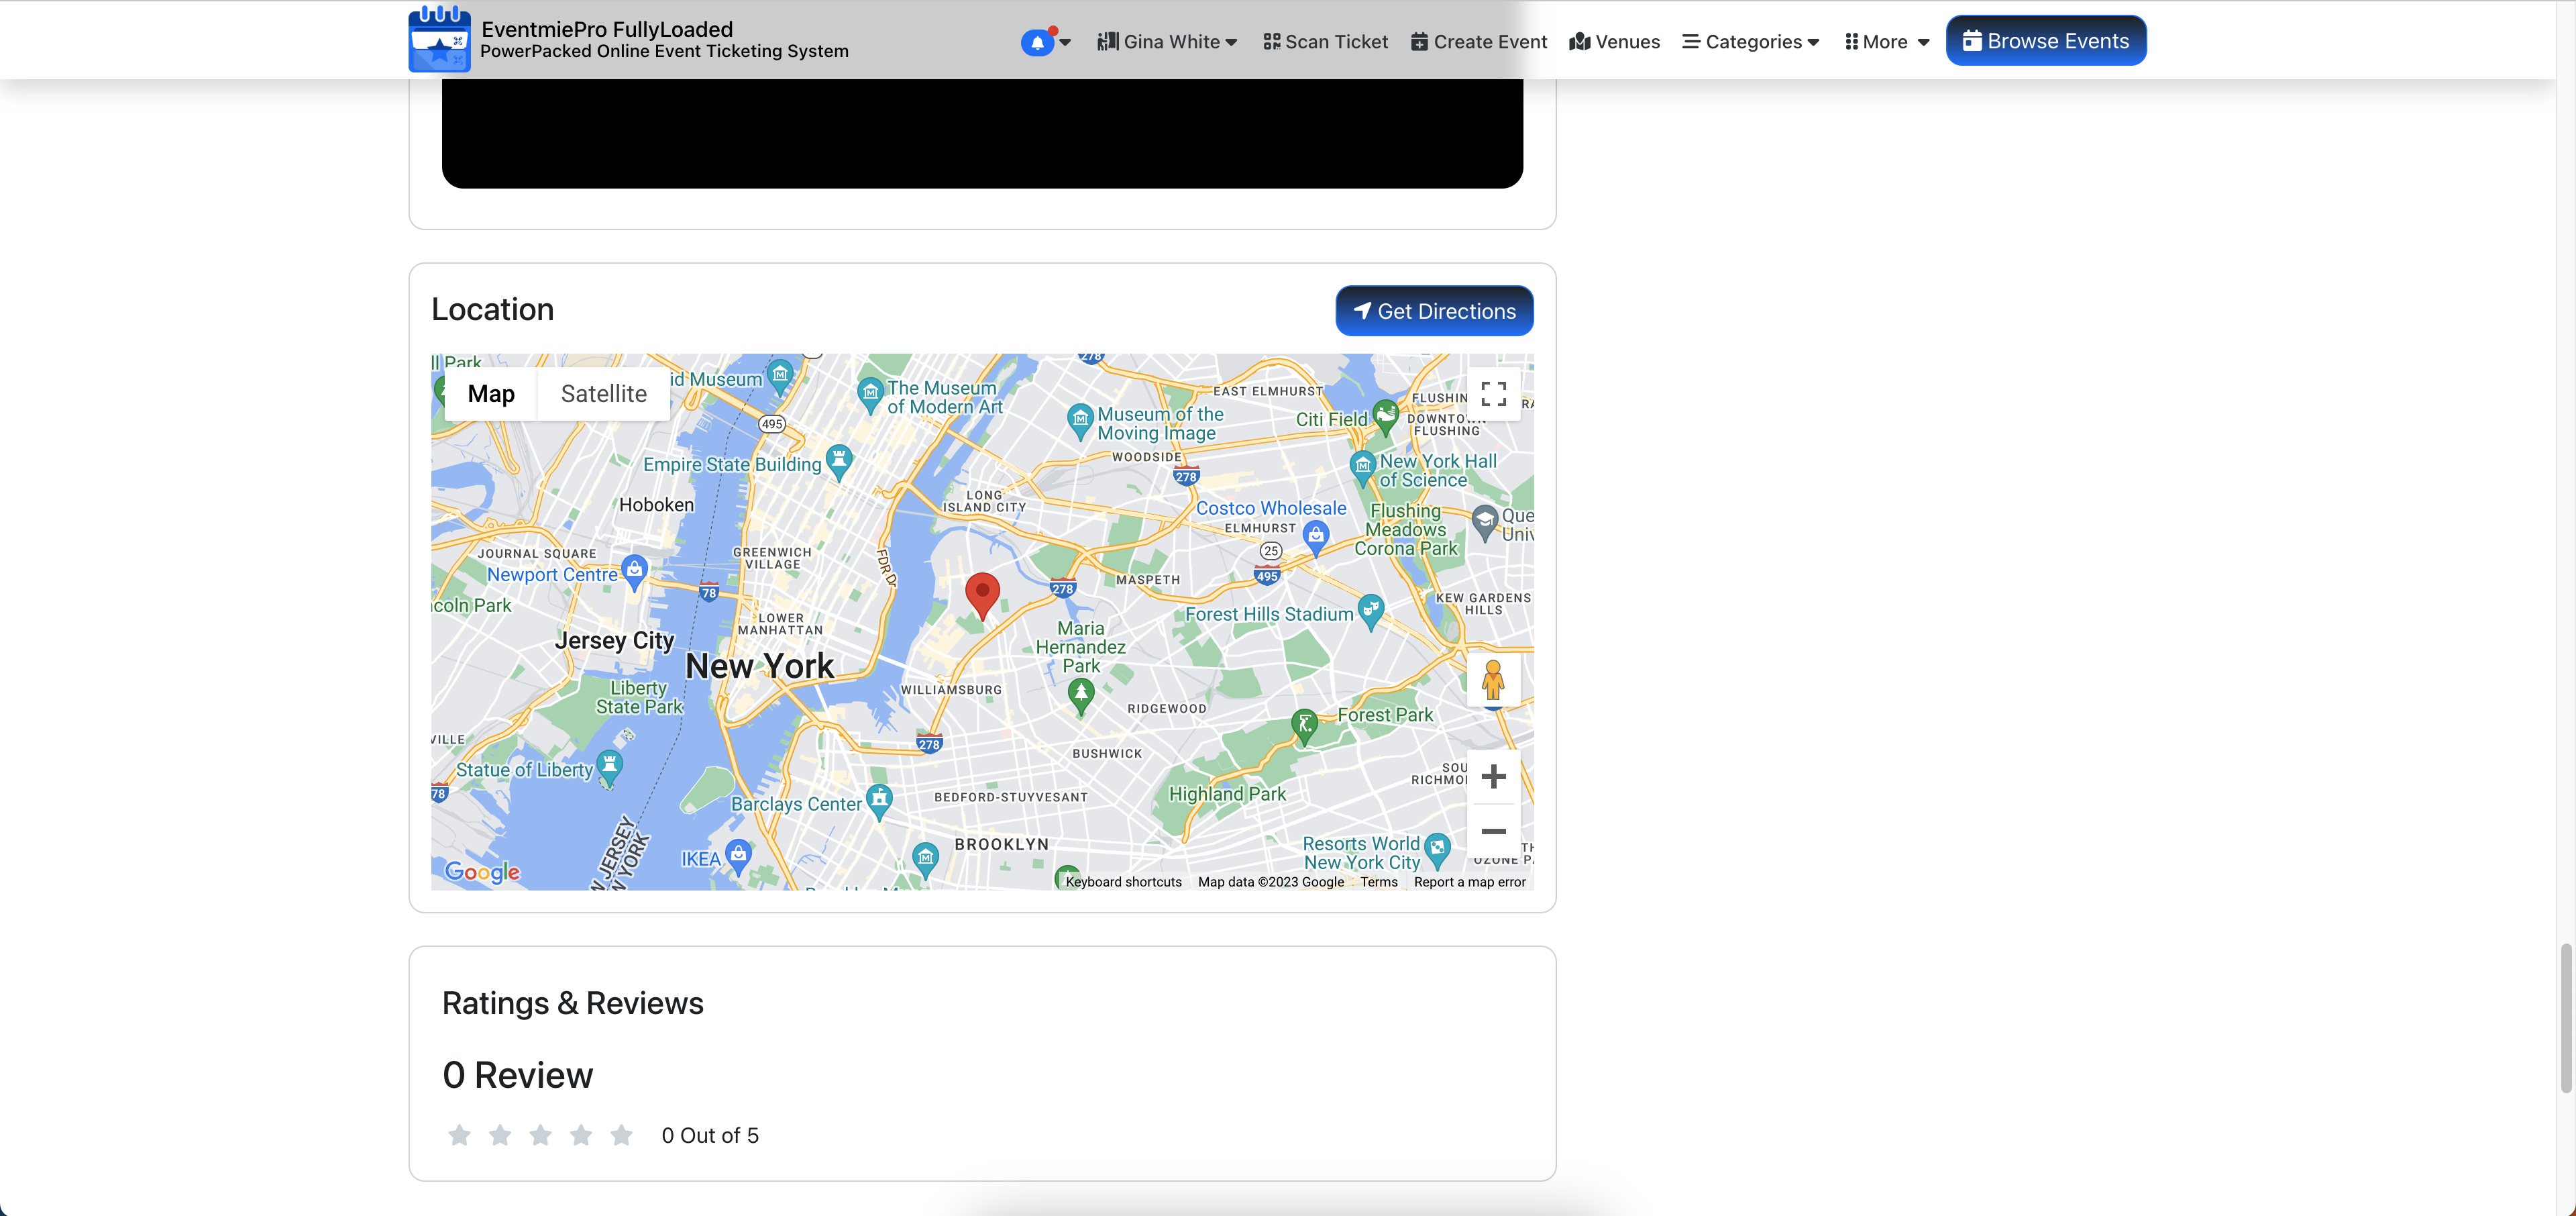 EventmiePro FullyLoaded
PowerPacked Online Event Ticketing System
Gina White
Scan Ticket
Create Event
Venues
Categories
More
Browse Events
Location
Get Directions
Map
Satellite
ll Park
id Museum
The Museum
of Modern Art
Museum of the
Moving Image
278
EAST ELMHURST
Citi Field
FLUSHIN
DOWNTOWN
FLUSHING
495
Empire State Building
WOODSIDE
278
New York Hall
of Science
Hoboken
LONG
ISLAND CITY
Costco Wholesale
ELMHURST
Flushing
Meadows
Corona Park
Que
Univ
JOURNAL SQUARE
GREENWICH
VILLAGE
25
Newport Centre
FDR D
MASPETH
495
78
278
coln Park
LOWER
MANHATTAN
Forest Hills Stadium
KEW GARDENS
HILLS
Jersey City
New York
Maria
Hernandez
Park
Liberty
State Park
WILLIAMSBURG
RIDGEWOOD
Forest Park
VILLE
278
BUSHWICK
Statue of Liberty
SOU
RICHMO
78
Barclays Center
BEDFORD-STUYVESANT
Highland Park
BROOKLYN
Resorts World
New York City
IKEA
OZONE P
TH
Google
Keyboard shortcuts
Map data ©2023 Google
Terms
Report a map error
Ratings & Reviews
0 Review
0 Out of 5